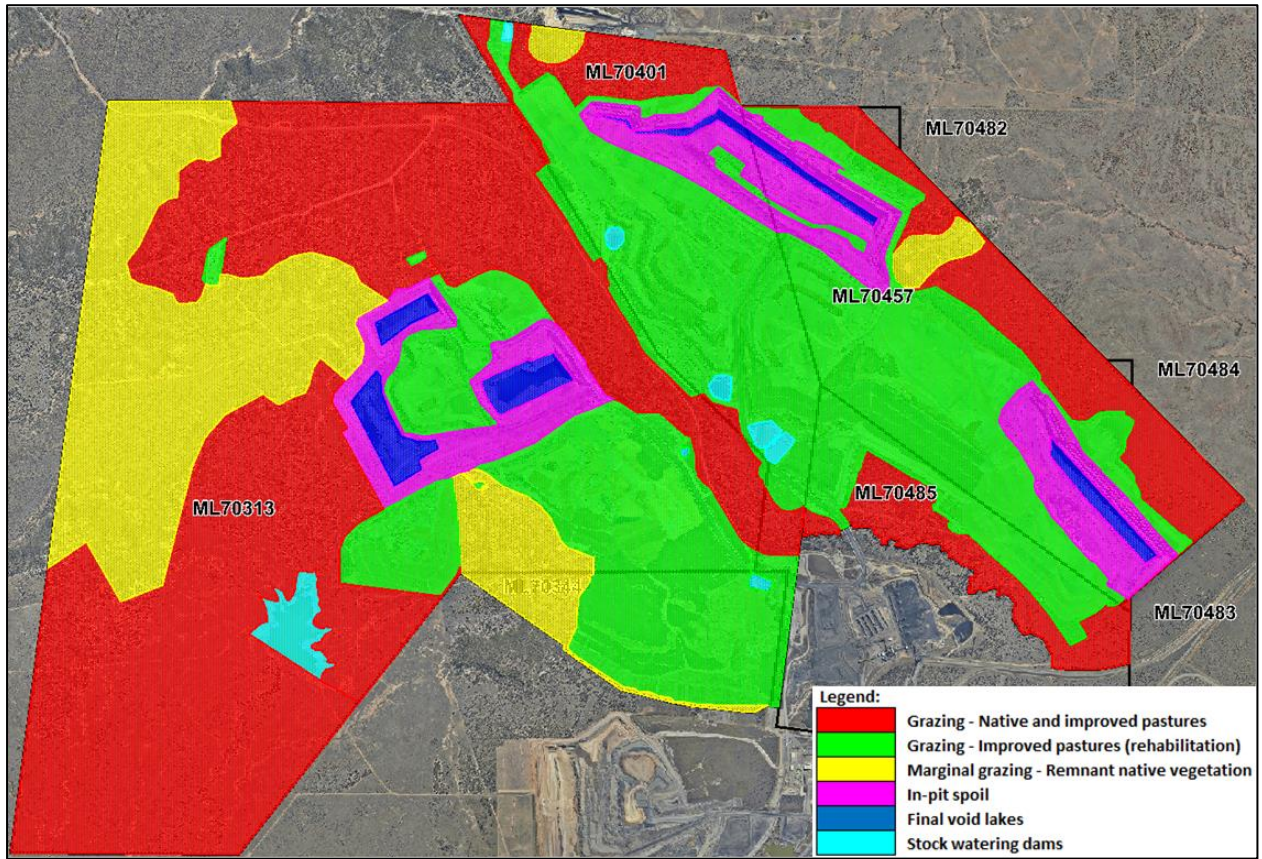 ML70401
ML70482
ML70457
ML70484
ML70485
ML70313
ML70344
ML70483
Legend:
Grazing - Native and improved pastures
Grazing - Improved pastures (rehabilitation)
Marginal grazing - Remnant native vegetation
In-pit spoil
Final void lakes
Stock watering dams